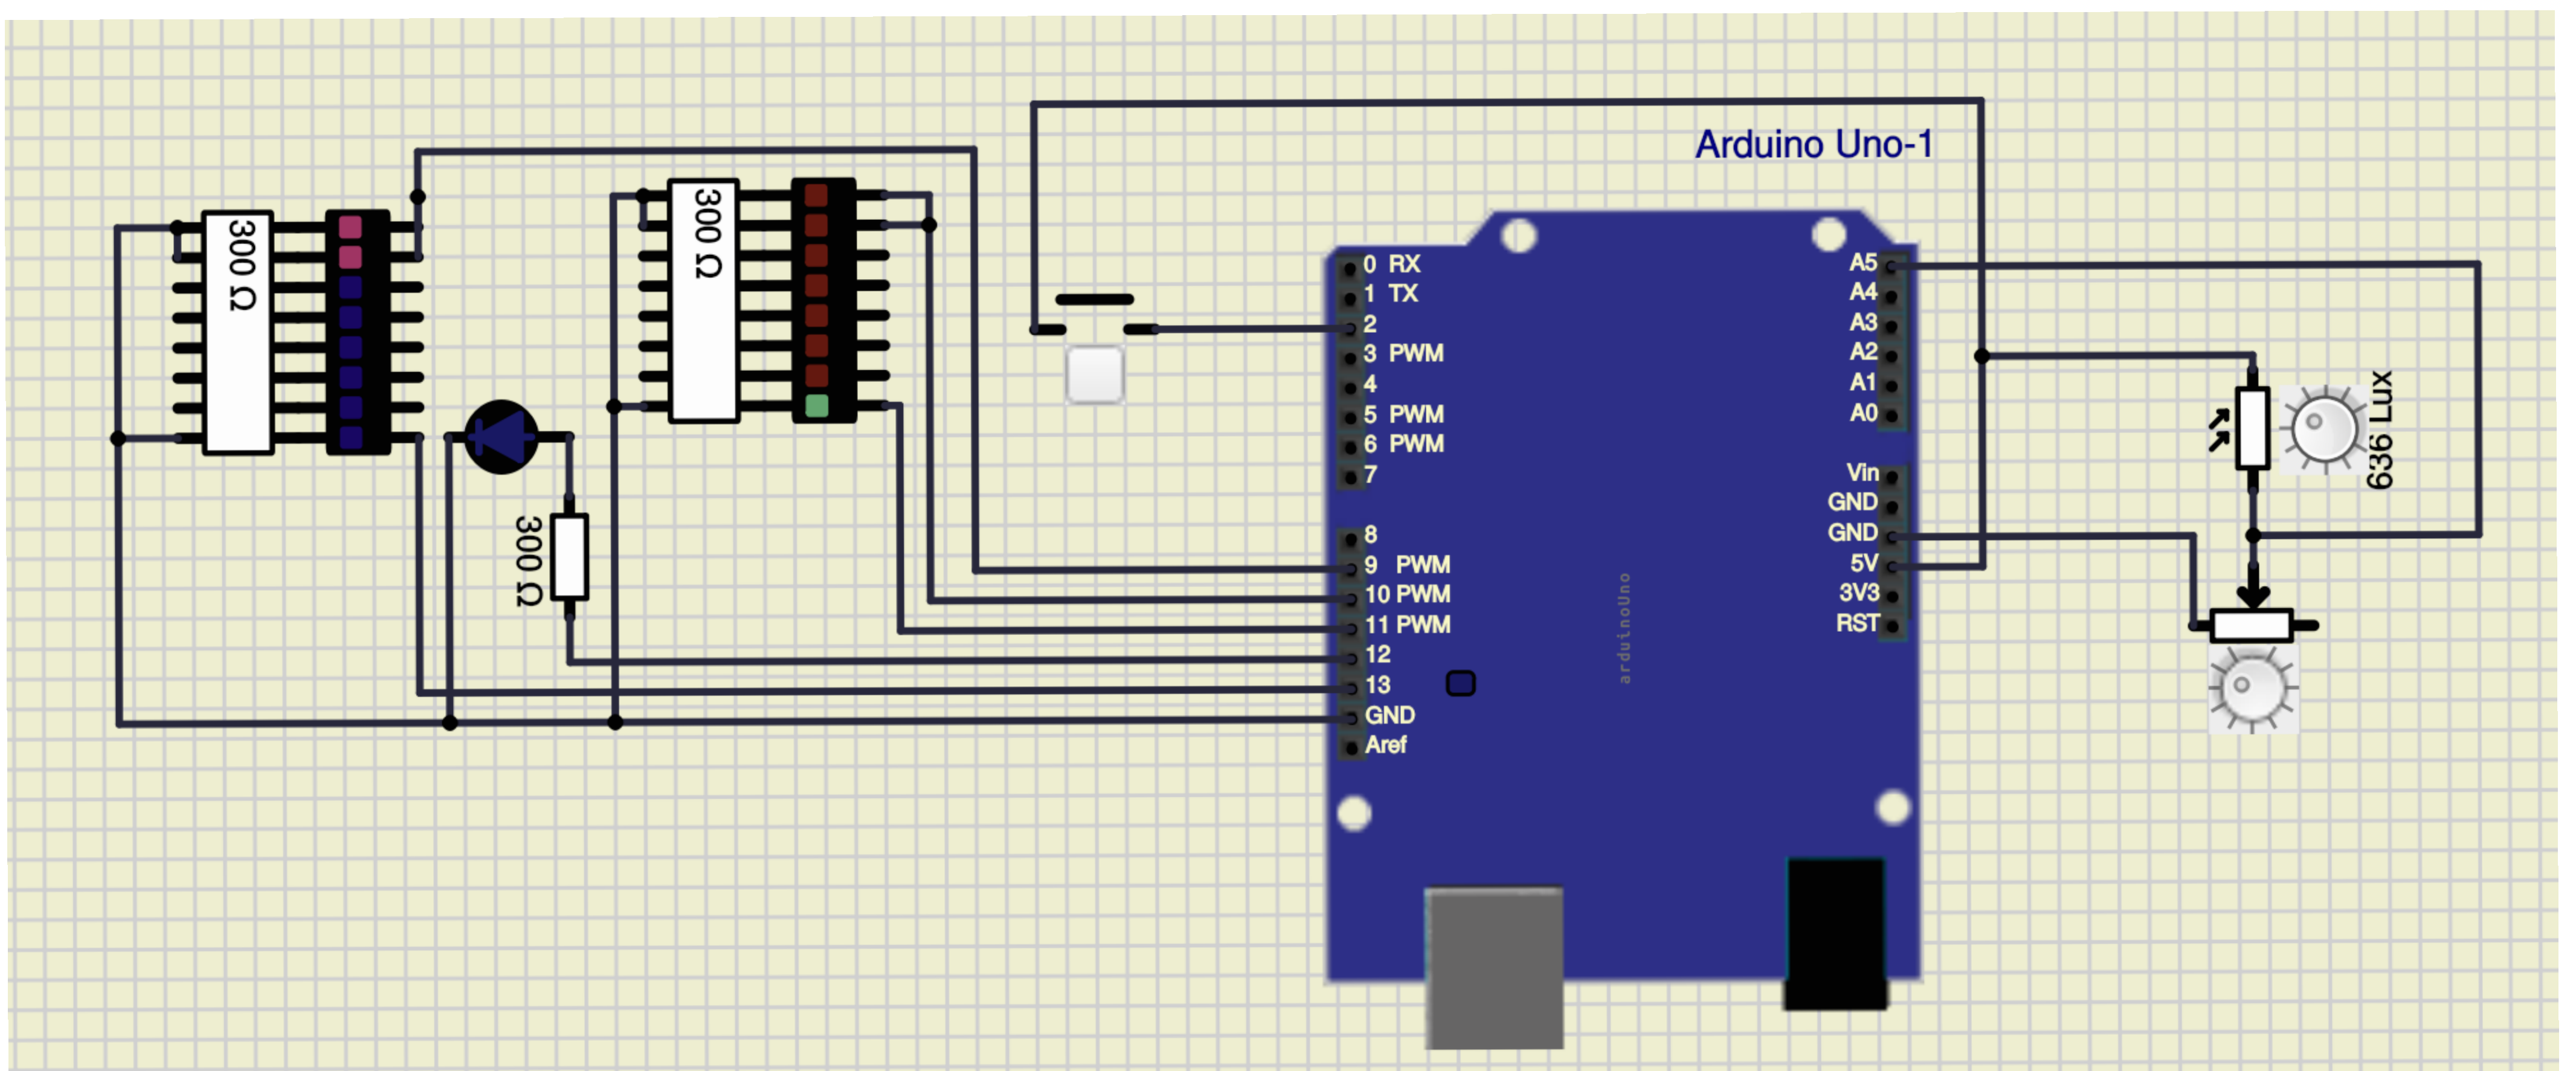 Arduino Uno-1
300 Ω
300 Ω
300 Ω
0 RX
1 TX
2
3 PWM
4
5 PWM
6 PWM
7
8
9 PWM
10 PWM
11 PWM
12
13
GND
Aref
arduinoUno
A5
A4
A3
A2
A1
A0
Vin
GND
GND
5V
3V3
RST
636 Lux